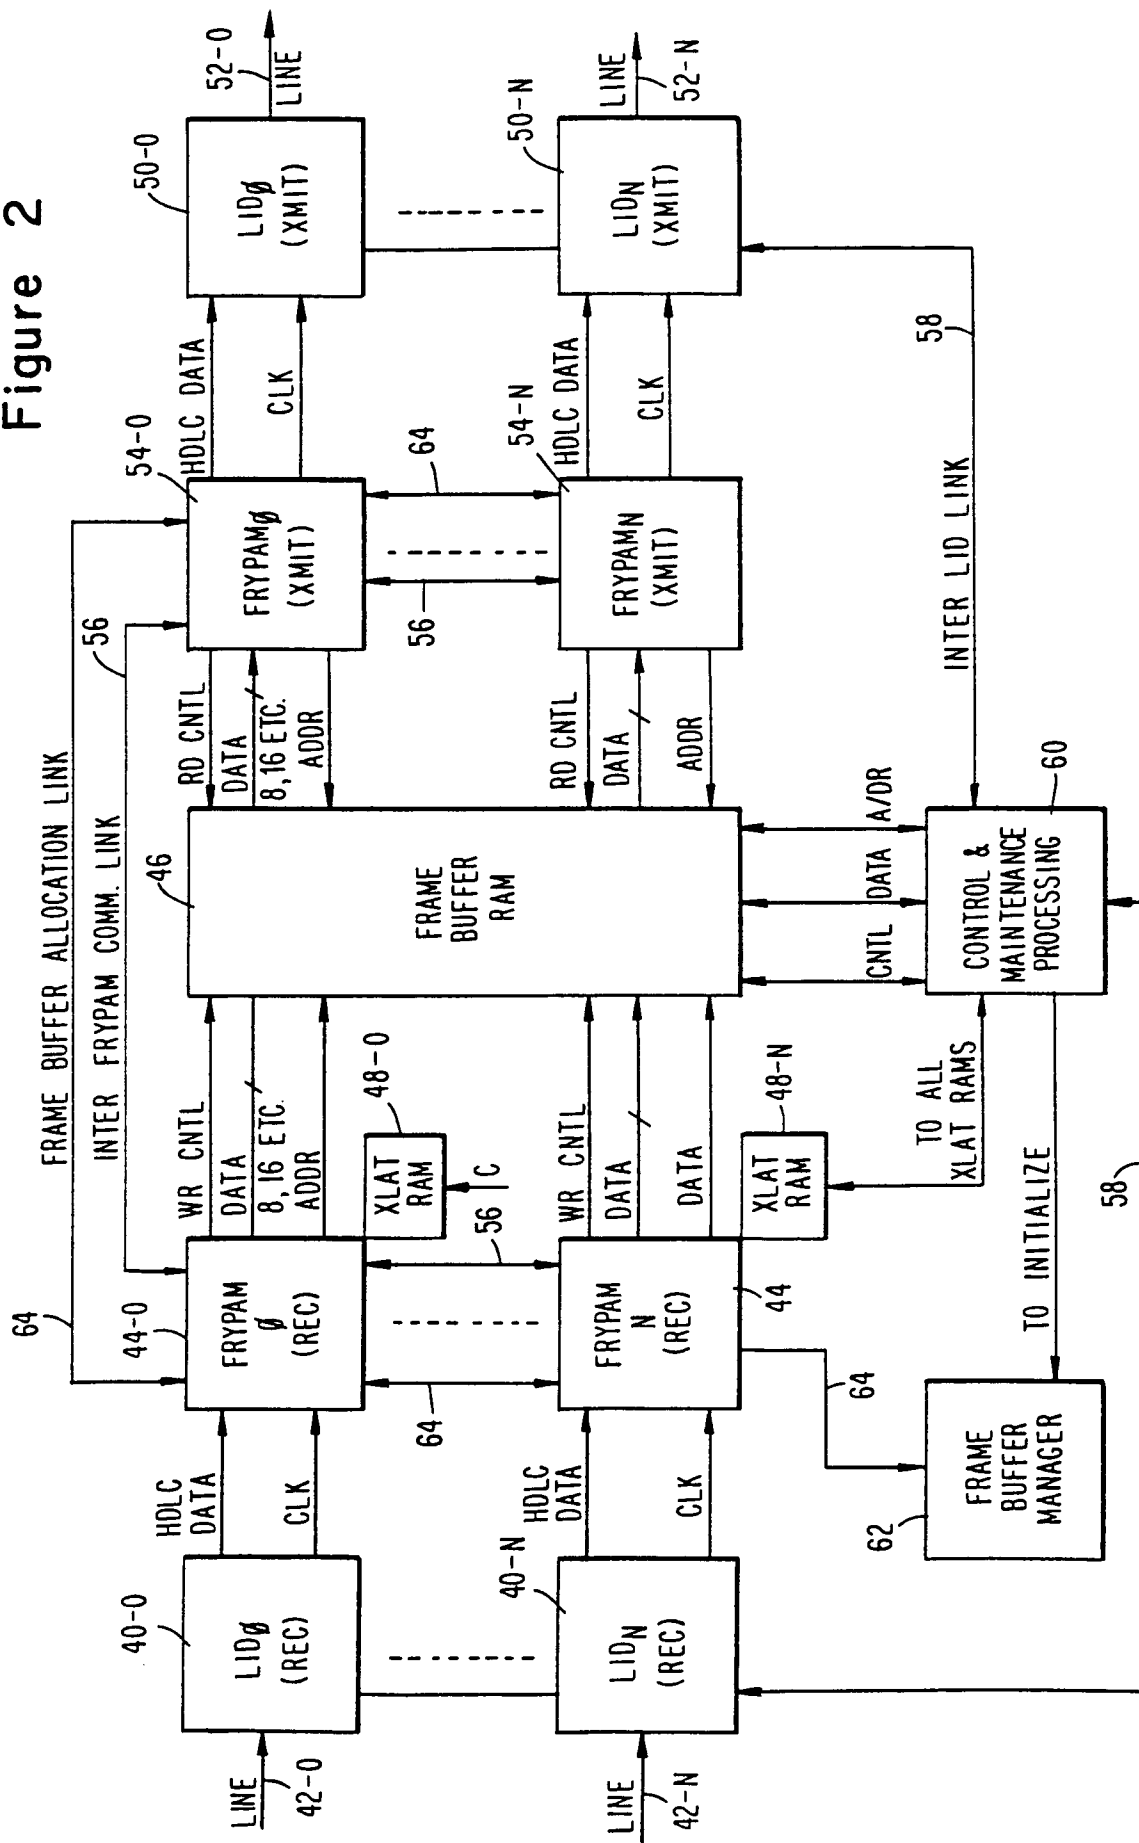 Figure 2
FRAME BUFFER ALLOCATION LINK
64
INTER FRYPAM COMM. LINK
56
LINE
42-0
40-0
LIDØ
(REC)
HDLC
DATA
CLK
44-0
FRYPAM
Ø
(REC)
WR CNTL
DATA
8,16 ETC.
ADDR
XLAT
RAM
48-0
C
46
FRAME
BUFFER
RAM
RD CNTL
DATA
8,16 ETC.
ADDR
54-0
FRYPAMØ
(XMIT)
HDLC DATA
CLK
50-0
LIDØ
(XMIT)
52-0
LINE
64
56
56
64
LINE
42-N
40-N
LIDN
(REC)
HDLC
DATA
CLK
FRYPAM
N
(REC)
44
WR CNTL
DATA
DATA
XLAT
RAM
48-N
RD CNTL
DATA
ADDR
54-N
FRYPAMN
(XMIT)
HDLC DATA
CLK
50-N
LIDN
(XMIT)
LINE
52-N
64
62
FRAME
BUFFER
MANAGER
TO INITIALIZE
TO ALL
XLAT RAMS
CNTL
DATA
A/DR
CONTROL &
MAINTENANCE
PROCESSING
60
INTER LID LINK
58
58